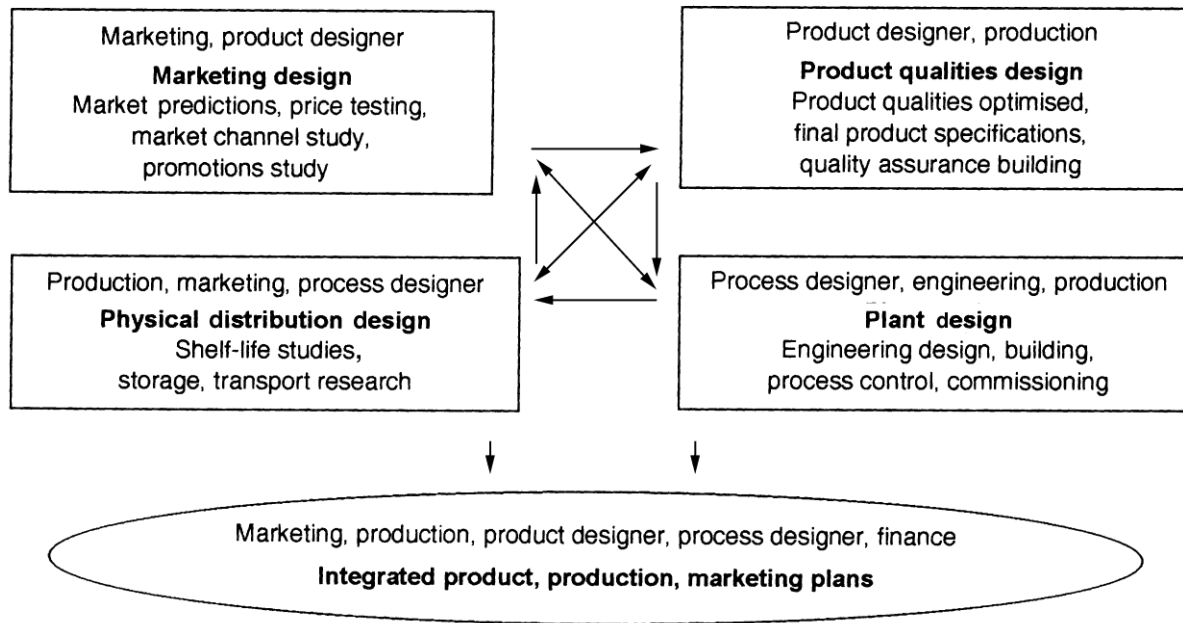 Marketing, product designer
Marketing design
Market predictions, price testing,
market channel study,
promotions study
Product designer, production
Product qualities design
Product qualities optimised,
final product specifications,
quality assurance building
Production, marketing, process designer
Physical distribution design
Shelf-life studies,
storage, transport research
Process designer, engineering, production
Plant design
Engineering design, building,
process control, commissioning
Marketing, production, product designer, process designer, finance
Integrated product, production, marketing plans